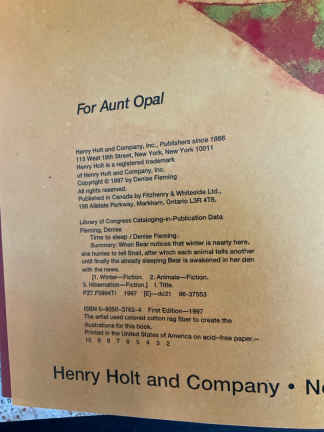 For Aunt Opal
Henry Holt and Company, Inc., Publishers since 1866
115 West 18th Street, New York, New York 10011
Henry Holt is a registered trademark
of Henry Holt and Company, Inc.
Copyright © 1997 by Denise Fleming
All rights reserved.
Published in Canada by Fitzhenry & Whiteside Ltd.,
195 Allstate Parkway, Markham, Ontario L3R 4T8.
Library of Congress Cataloging-in-Publication Data
Fleming, Denise
Time to sleep / Denise Fleming.
Summary: When Bear notices that winter is nearly here,
she hurries to tell Snail, after which each animal tells another
until finally the already sleeping Bear is awakened in her den
with the news.
[1. Winter—Fiction. 2. Animals—Fiction.
3. Hibernation—Fiction.] I. Title.
PZ7.F5994Ti 1997 [E]—dc21 96-37553
ISBN 0-8050-3762-4 First Edition—1997
The artist used colored cotton rag fiber to create the
illustrations for this book.
Printed in the United States of America on acid-free paper.∞
10 9 8 7 6 5 4 3 2
Henry Holt and Company •